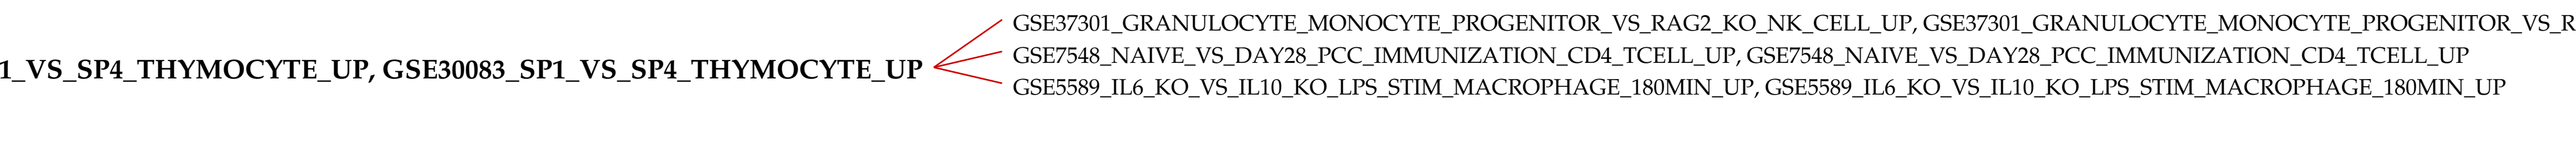 GSE37301_GRANULOCYTE_MONOCYTE_PROGENITOR_VS_RAG2_KO_NK_CELL_UP, GSE37301_GRANULOCYTE_MONOCYTE_PROGENITOR_VS_R
GSE7548_NAIVE_VS_DAY28_PCC_IMMUNIZATION_CD4_TCELL_UP, GSE7548_NAIVE_VS_DAY28_PCC_IMMUNIZATION_CD4_TCELL_UP
1_VS_SP4_THYMOCYTE_UP, GSE30083_SP1_VS_SP4_THYMOCYTE_UP
GSE5589_IL6_KO_VS_IL10_KO_LPS_STIM_MACROPHAGE_180MIN_UP, GSE5589_IL6_KO_VS_IL10_KO_LPS_STIM_MACROPHAGE_180MIN_UP